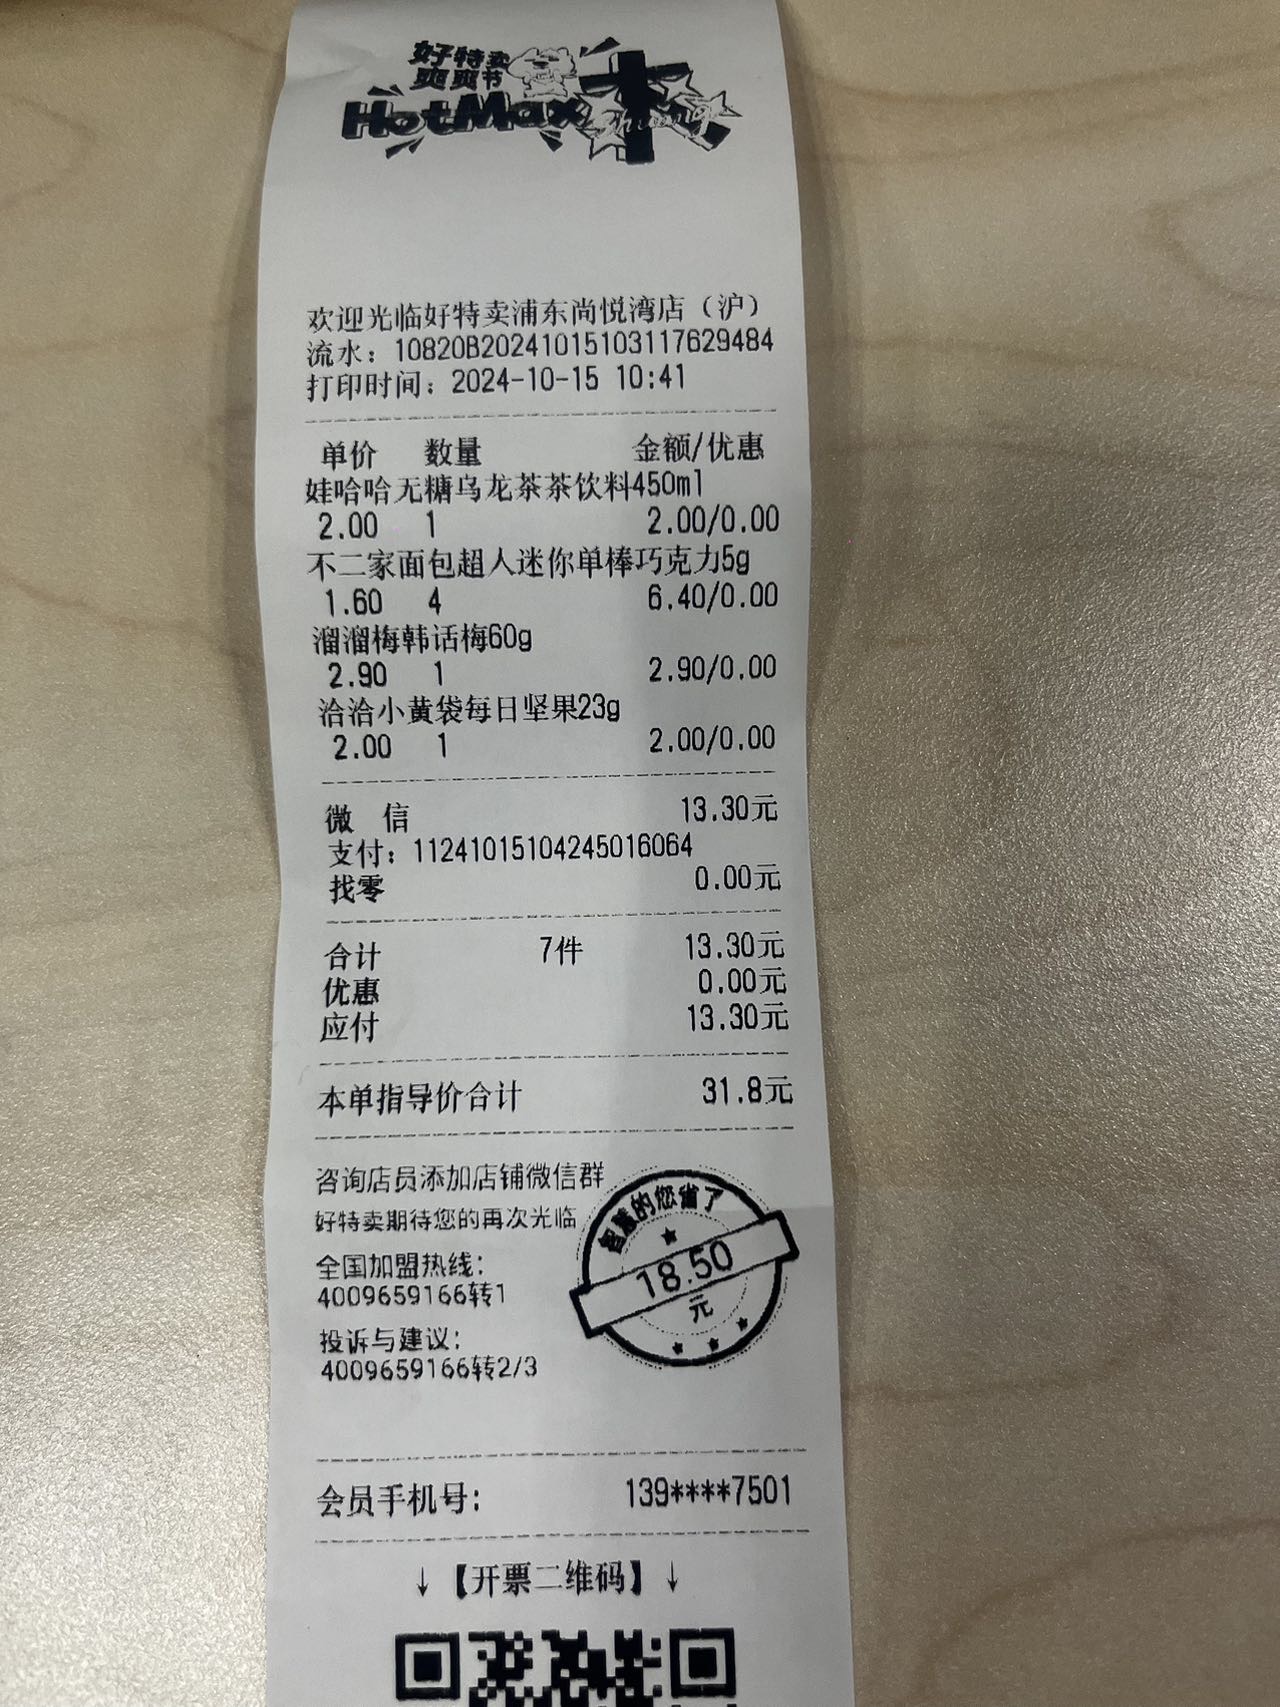 好特卖
爽爽节
HotMax
欢迎光临好特卖浦东尚悦湾店（沪）
流水：10820B20241015103117629484
打印时间：2024-10-15 10:41
单价 数量 金额/优惠
娃哈哈无糖乌龙茶茶饮料450ml
2.00 1 2.00/0.00
不二家面包超人迷你单棒巧克力5g
1.60 4 6.40/0.00
溜溜梅韩话梅60g
2.90 1 2.90/0.00
洽洽小黄袋每日坚果23g
2.00 1 2.00/0.00
微 信 13.30元
支付：11241015104245016064
找零 0.00元
合计 7件 13.30元
优惠 0.00元
应付 13.30元
本单指导价合计 31.8元
咨询店员添加店铺微信群
好特卖期待您的再次光临
全国加盟热线：
4009659166转1
投诉与建议：
4009659166转2/3
智慧的您省了
18.50
元
会员手机号： 139****7501
↓【开票二维码】↓